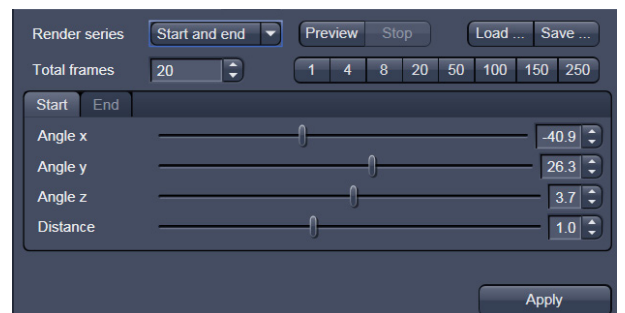 Render series Start and end Preview Stop Load ... Save ...
Total frames 20 1 4 8 20 50 100 150 250
Start End
Angle x -40.9
Angle y 26.3
Angle z 3.7
Distance 1.0
Apply